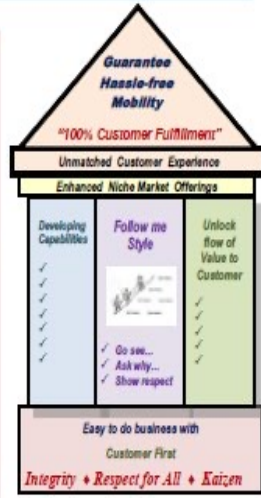 Guarantee
Hassle-free
Mobility
"100% Customer Fulfillment"
Unmatched Customer Experience
Enhanced Niche Market Offerings
Developing
Capabilities
✓
✓
✓
✓
✓
✓
✓
Follow me
Style
✓ Go see...
✓ Ask why...
✓ Show respect
Unlock
flow of
Value to
Customer
✓
✓
✓
✓
✓
Easy to do business with
Customer First
Integrity ♦ Respect for All ♦ Kaizen